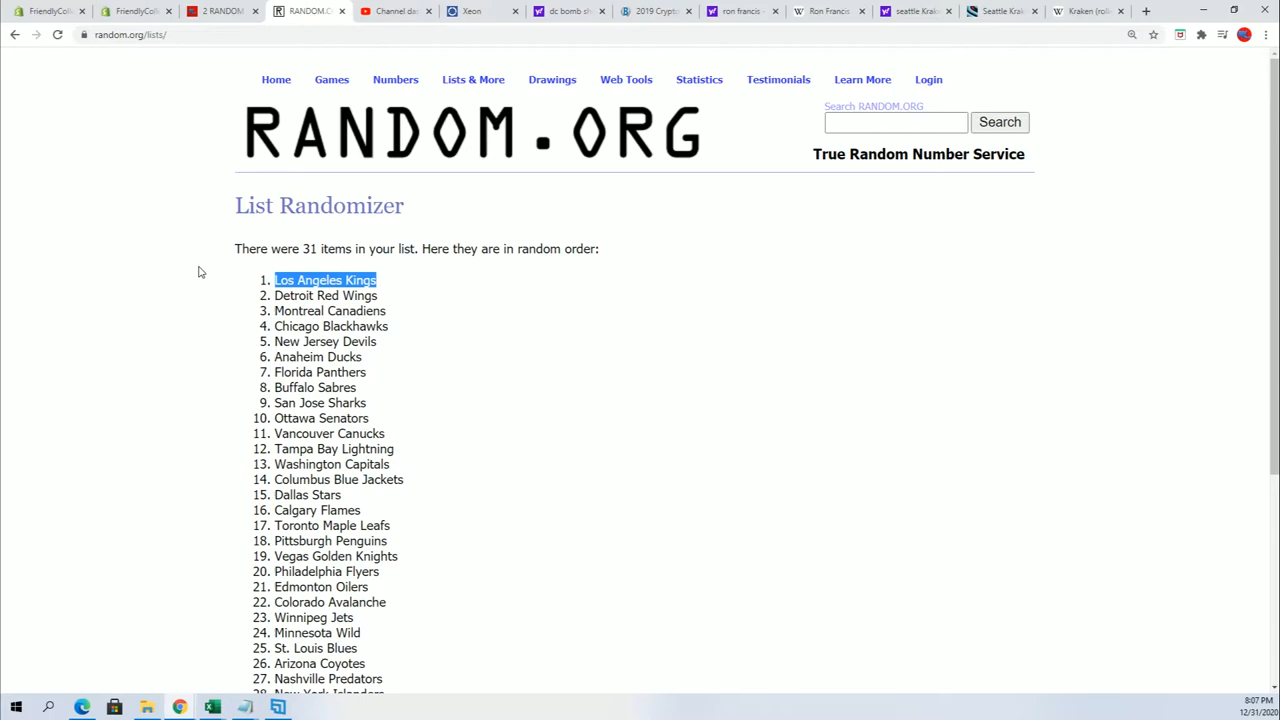 FriendlyColl
FriendlyColl
2 RANDOM
RANDOM.O
Channel das
Xeon
dc bomb sh
2019 Crypto
ron francis -
Ron Francis
seattle Krake
Seattle Krak
Kraken (rolle
random.org/lists/
Home
Games
Numbers
Lists & More
Drawings
Web Tools
Statistics
Testimonials
Learn More
Login
RANDOM.ORG
Search RANDOM.ORG
Search
True Random Number Service
List Randomizer
There were 31 items in your list. Here they are in random order:
1. Los Angeles Kings
2. Detroit Red Wings
3. Montreal Canadiens
4. Chicago Blackhawks
5. New Jersey Devils
6. Anaheim Ducks
7. Florida Panthers
8. Buffalo Sabres
9. San Jose Sharks
10. Ottawa Senators
11. Vancouver Canucks
12. Tampa Bay Lightning
13. Washington Capitals
14. Columbus Blue Jackets
15. Dallas Stars
16. Calgary Flames
17. Toronto Maple Leafs
18. Pittsburgh Penguins
19. Vegas Golden Knights
20. Philadelphia Flyers
21. Edmonton Oilers
22. Colorado Avalanche
23. Winnipeg Jets
24. Minnesota Wild
25. St. Louis Blues
26. Arizona Coyotes
27. Nashville Predators
28. New York Islanders
8:07 PM
12/31/2020